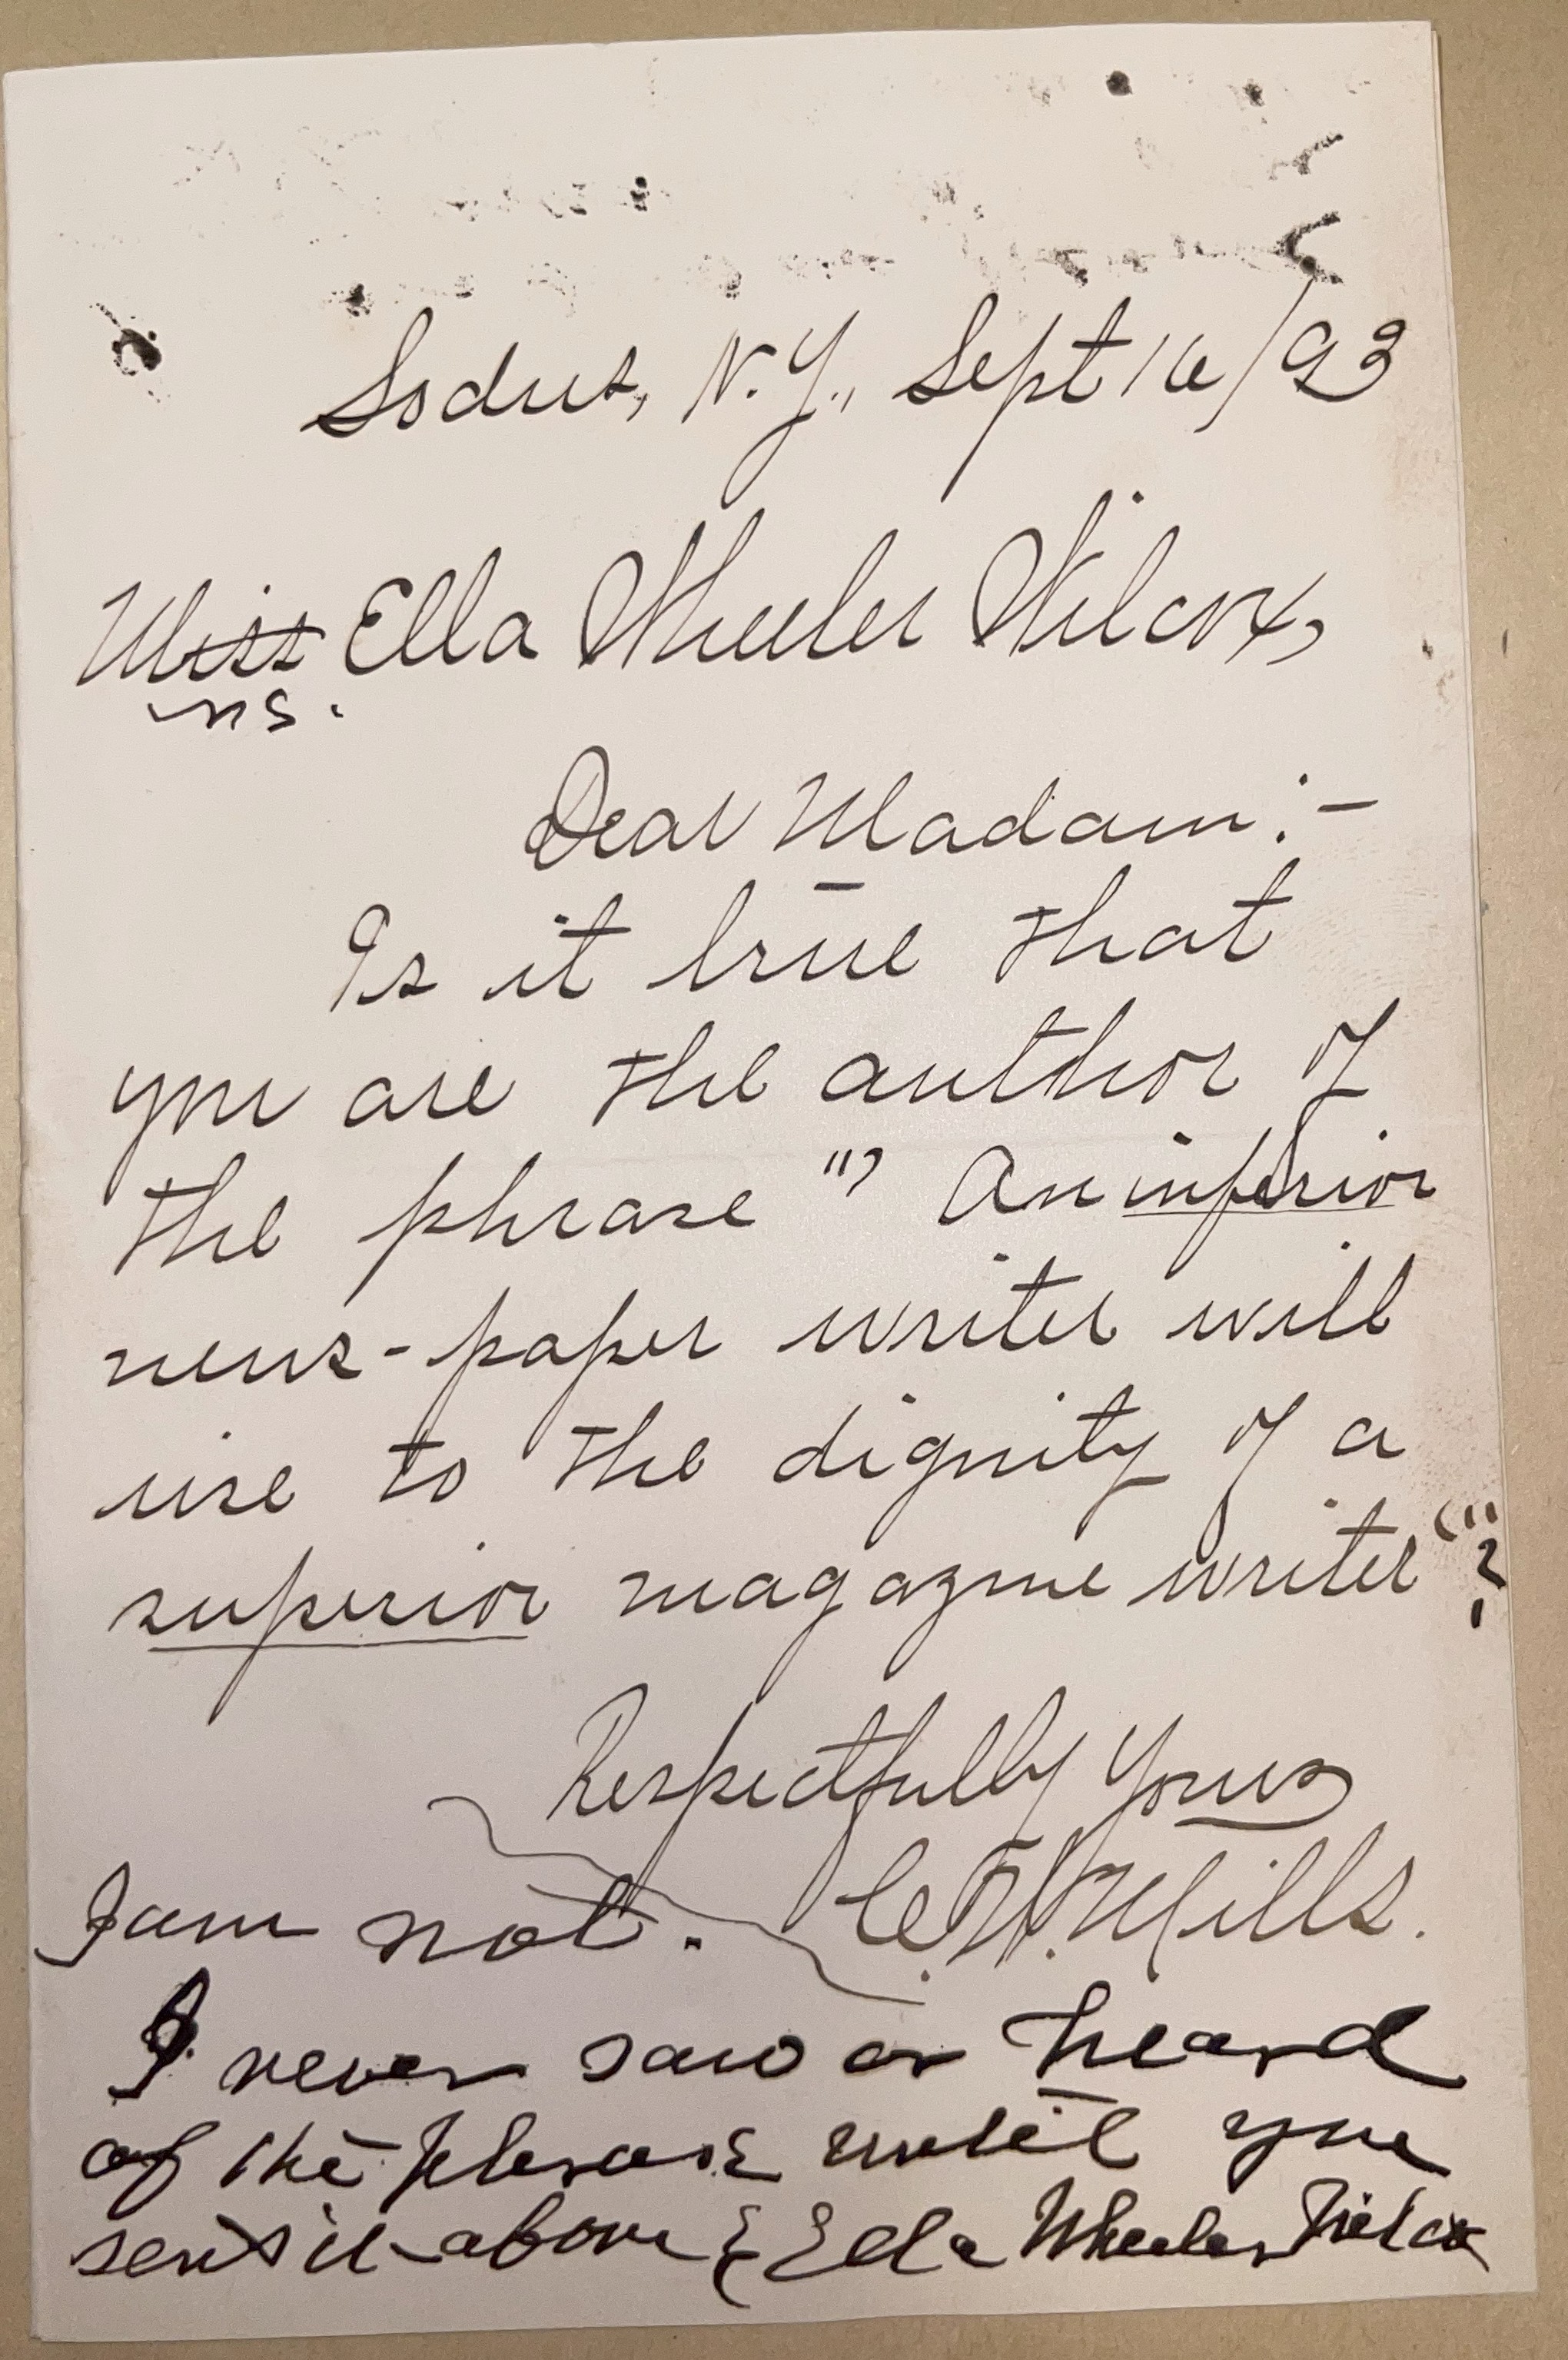 Sodus, N.Y., Sept 16/93
Miss Ella Wheeler Wilcox,
rs.
Dear Madam:—
Is it true that
you are the author of
the phrase "" An inferior
news-paper writer will
rise to the dignity of a
superior magazine writer""?
Respectfully Yours
C. W. Mills.
I am not.
I never saw or heard
of the phrase until you
sent it above Ella Wheeler Wilcox